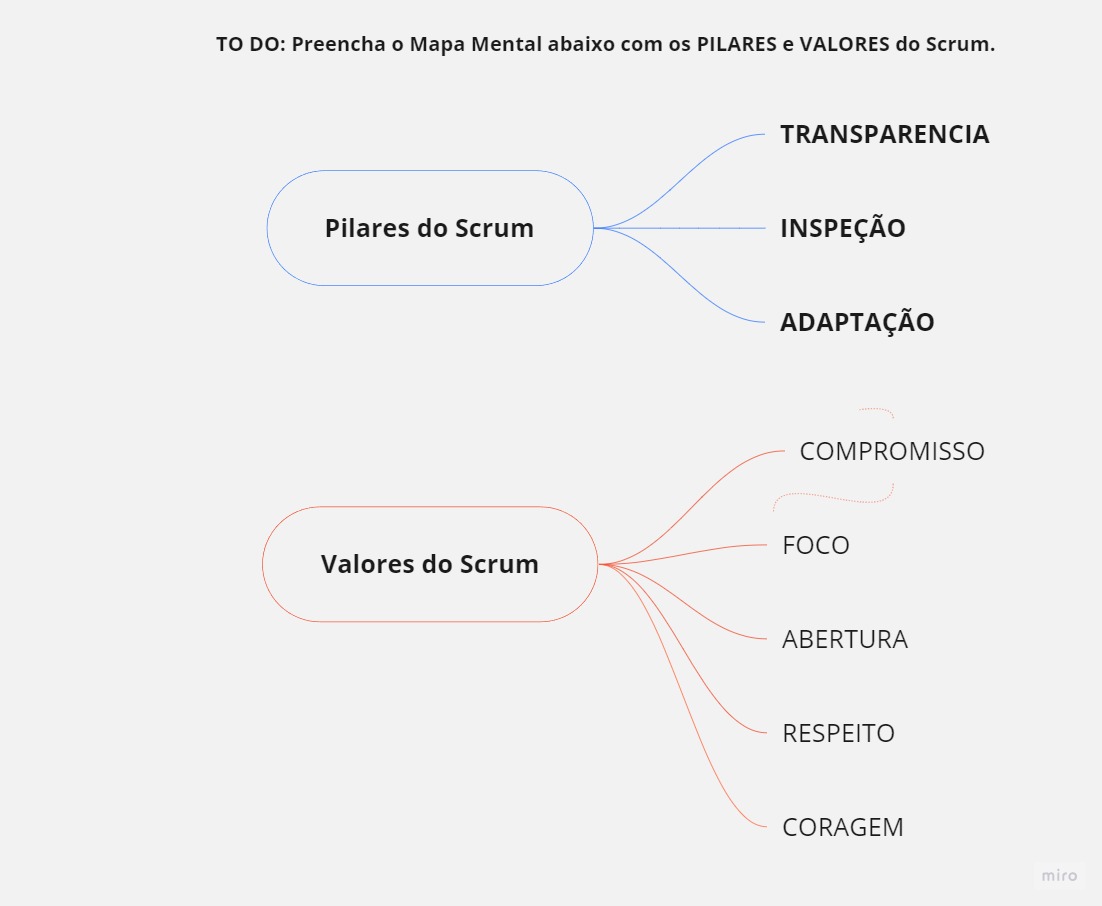 TO DO: Preencha o Mapa Mental abaixo com os PILARES e VALORES do Scrum.
TRANSPARENCIA
Pilares do Scrum
INSPEÇÃO
ADAPTAÇÃO
COMPROMISSO
FOCO
Valores do Scrum
ABERTURA
RESPEITO
CORAGEM
miro